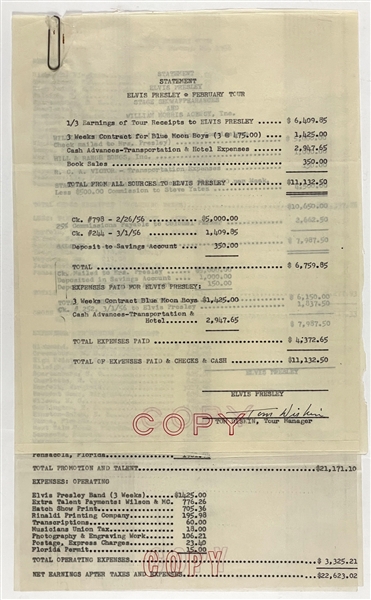 STATEMENT
ELVIS PRESLEY * FEBRUARY TOUR
1/3 Earnings of Tour Receipts to ELVIS PRESLEY .... $ 6,409.85
3 Weeks Contract for Blue Moon Boys (3 @ 475.00) .... 1,425.00
Cash Advances-Transportation & Hotel Expenses .... 2,947.65
Book Sales .... 350.00
TOTAL FROM ALL SOURCES TO ELVIS PRESLEY .... $11,132.50
Ck. #798 - 2/26/56 .... $5,000.00
Ck. #244 - 3/1/56 .... 1,409.85
Deposit to Savings Account .... 350.00
TOTAL .... $ 6,759.85
EXPENSES PAID FOR ELVIS PRESLEY:
3 Weeks Contract Blue Moon Boys $1,425.00
Cash Advances-Transportation &
Hotel .... 2,947.65
TOTAL EXPENSES PAID .... $ 4,372.65
TOTAL OF EXPENSES PAID & CHECKS & CASH .... $11,132.50
ELVIS PRESLEY
COPY
Tour Manager
Pensacola, Florida
TOTAL PROMOTION AND TALENT .... $21,171.10
EXPENSES: OPERATING
Elvis Presley Band (3 Weeks) .... $1425.00
Extra Talent Payments: Wilson & MC. 776.26
Hatch Show Print .... 705.36
Rinaldi Printing Company .... 195.98
Transcriptions .... 60.00
Musicians Union Tax .... 18.00
Photography & Engraving Work .... 106.21
Postage, Express Charges .... 23.40
Florida Permit .... 15.00
TOTAL OPERATING EXPENSES .... $ 3,325.21
COPY
NET EARNINGS AFTER TAXES AND EXPENSES .... $22,623.02